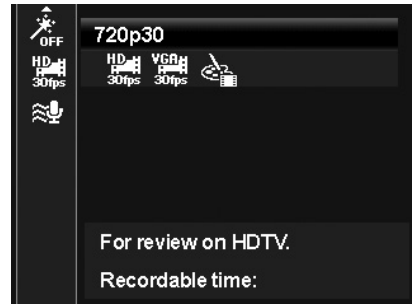 OFF
720p30
HD
30fps
HD
30fps
VGA
30fps
For review on HDTV.
Recordable time: